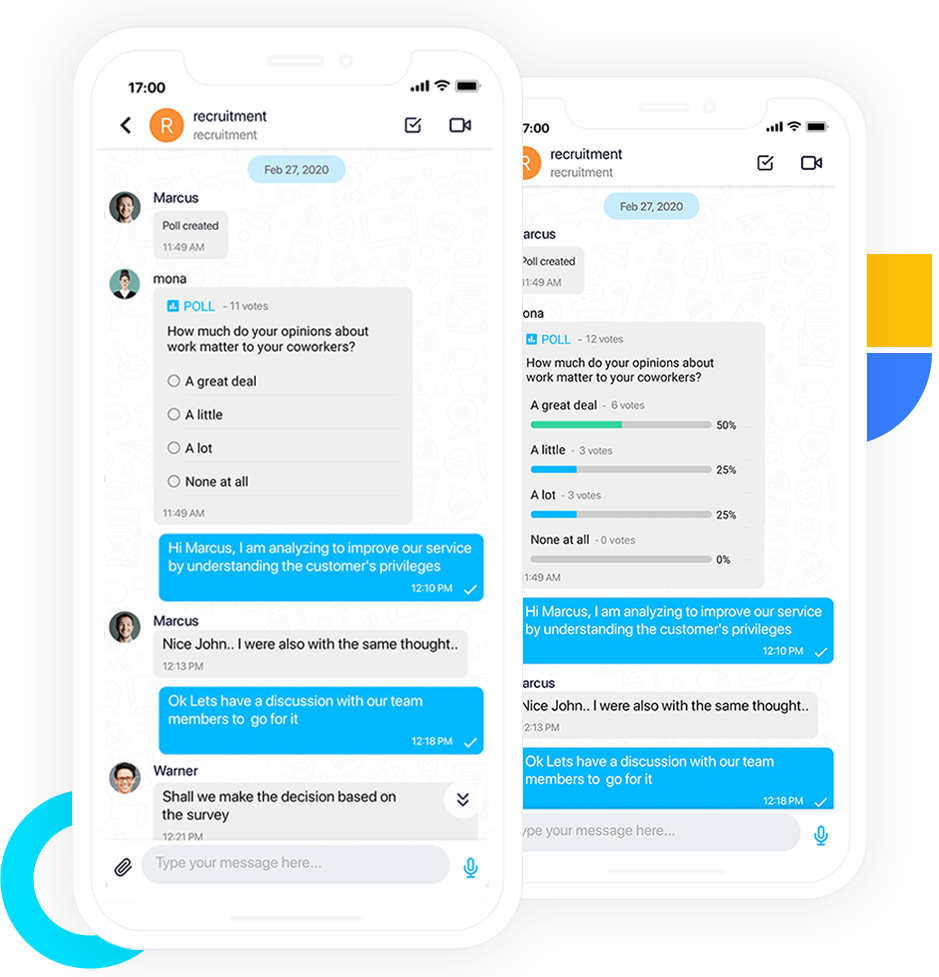 17:00
R
recruitment
recruitment
Feb 27, 2020
Marcus
Poll created
11:49 AM
mona
POLL - 11 votes
How much do your opinions about
work matter to your coworkers?
A great deal
A little
A lot
None at all
11:49 AM
Hi Marcus, I am analyzing to improve our service
by understanding the customer's privileges
12:10 PM
Marcus
Nice John.. I were also with the same thought..
12:13 PM
Ok Lets have a discussion with our team
members to go for it
12:18 PM
Warner
Shall we make the decision based on
the survey
12:21 PM
Type your message here...
7:00
R
recruitment
recruitment
Feb 27, 2020
arcus
Poll created
11:49 AM
ona
POLL - 12 votes
How much do your opinions about
work matter to your coworkers?
A great deal - 6 votes
50%
A little - 3 votes
25%
A lot - 3 votes
25%
None at all - 0 votes
0%
1:49 AM
Hi Marcus, I am analyzing to improve our service
by understanding the customer's privileges
12:10 PM
arcus
Nice John.. I were also with the same thought..
2:13 PM
Ok Lets have a discussion with our team
members to go for it
12:18 PM
ype your message here...